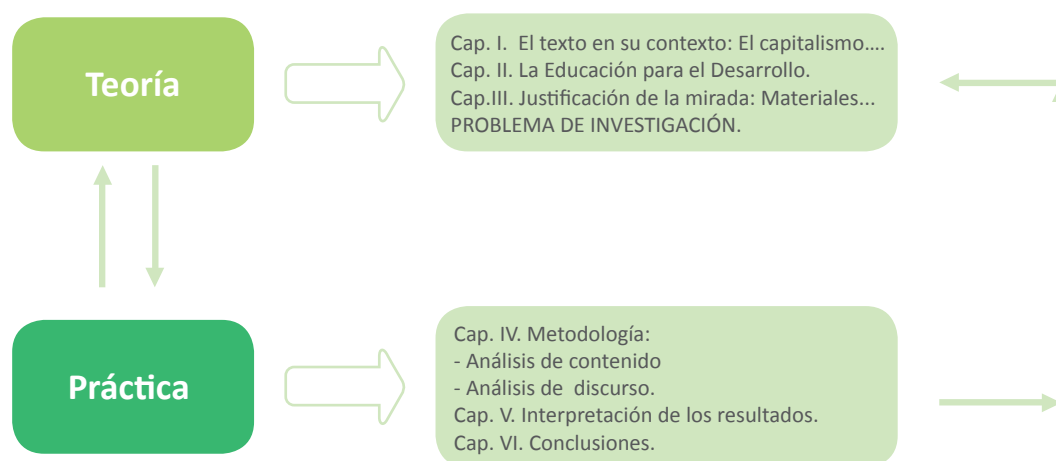 Teoría
Cap. I. El texto en su contexto: El capitalismo....
Cap. II. La Educación para el Desarrollo.
Cap.III. Justificación de la mirada: Materiales...
PROBLEMA DE INVESTIGACIÓN.
Práctica
Cap. IV. Metodología:
- Análisis de contenido
- Análisis de discurso.
Cap. V. Interpretación de los resultados.
Cap. VI. Conclusiones.